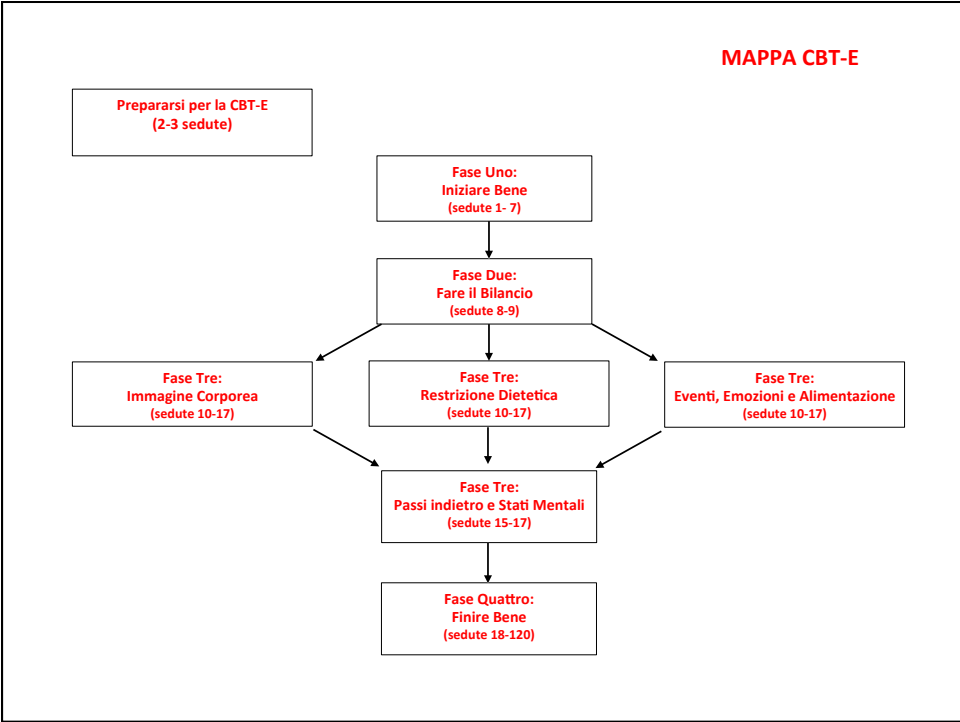 MAPPA CBT-E
Prepararsi per la CBT-E
(2-3 sedute)
Fase Uno:
Iniziare Bene
(sedute 1- 7)
Fase Due:
Fare il Bilancio
(sedute 8-9)
Fase Tre:
Immagine Corporea
(sedute 10-17)
Fase Tre:
Restrizione Dietetica
(sedute 10-17)
Fase Tre:
Eventi, Emozioni e Alimentazione
(sedute 10-17)
Fase Tre:
Passi indietro e Stati Mentali
(sedute 15-17)
Fase Quattro:
Finire Bene
(sedute 18-120)